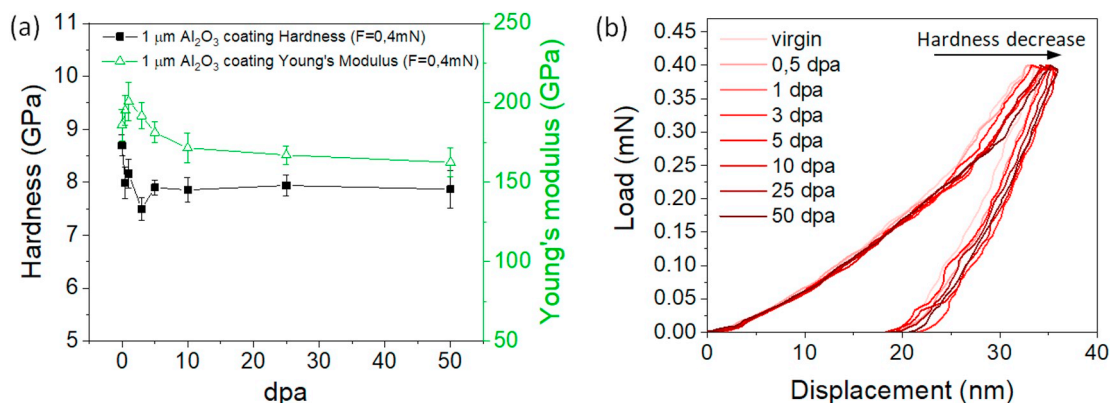 (a)
11
10
9
8
7
6
5
Hardness (GPa)
1 μm Al₂O₃ coating Hardness (F=0,4mN)
1 μm Al₂O₃ coating Young's Modulus (F=0,4mN)
250
200
150
100
50
Young's modulus (GPa)
0 10 20 30 40 50
dpa
(b)
0.40
0.35
0.30
0.25
0.20
0.15
0.10
0.05
0.00
Load (mN)
virgin
0,5 dpa
1 dpa
3 dpa
5 dpa
10 dpa
25 dpa
50 dpa
Hardness decrease
0 10 20 30 40
Displacement (nm)